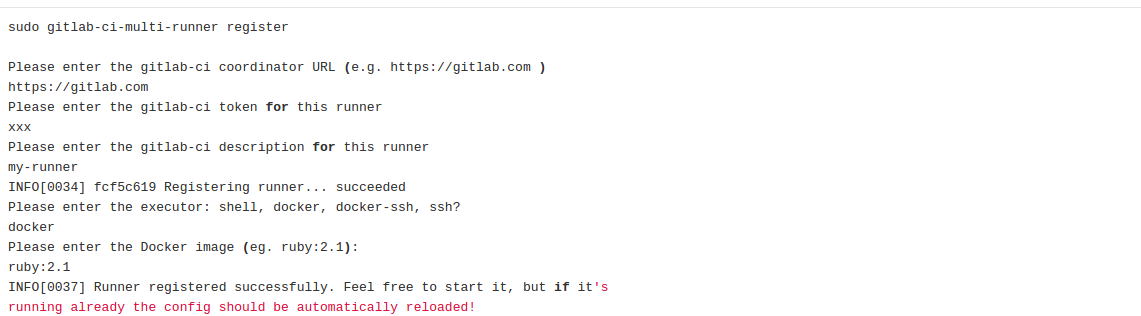 sudo gitlab-ci-multi-runner register
Please enter the gitlab-ci coordinator URL (e.g. https://gitlab.com )
https://gitlab.com
Please enter the gitlab-ci token for this runner
xxx
Please enter the gitlab-ci description for this runner
my-runner
INFO[0034] fcf5c619 Registering runner... succeeded
Please enter the executor: shell, docker, docker-ssh, ssh?
docker
Please enter the Docker image (eg. ruby:2.1):
ruby:2.1
INFO[0037] Runner registered successfully. Feel free to start it, but if it's
running already the config should be automatically reloaded!